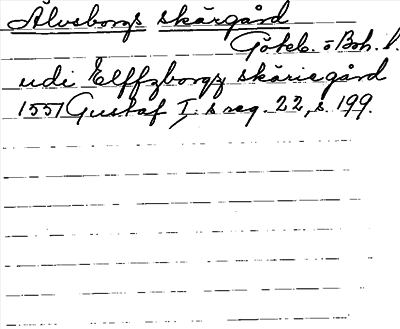 Älvsborgs skärgård
Göteb. o Boh. l.
udi Elffzborgz skäriegård
1551 Gustaf I:s reg. 22, s. 199.